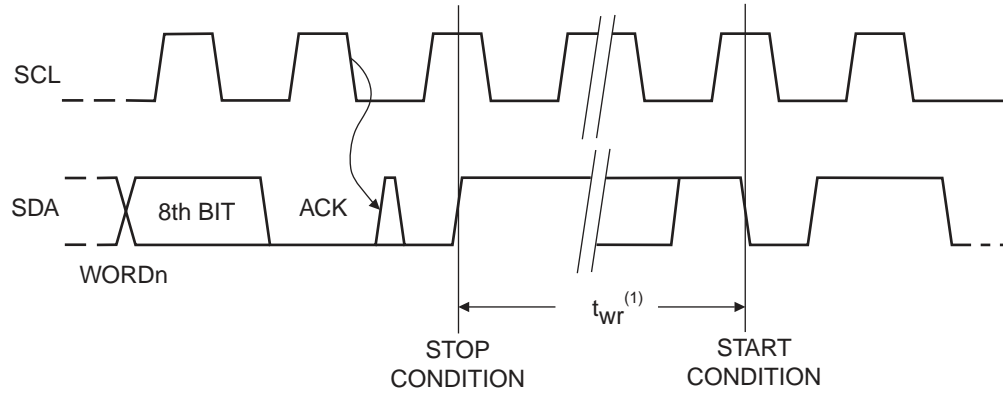 SCL
SDA
8th BIT
ACK
WORDn
twr(1)
STOP
CONDITION
START
CONDITION